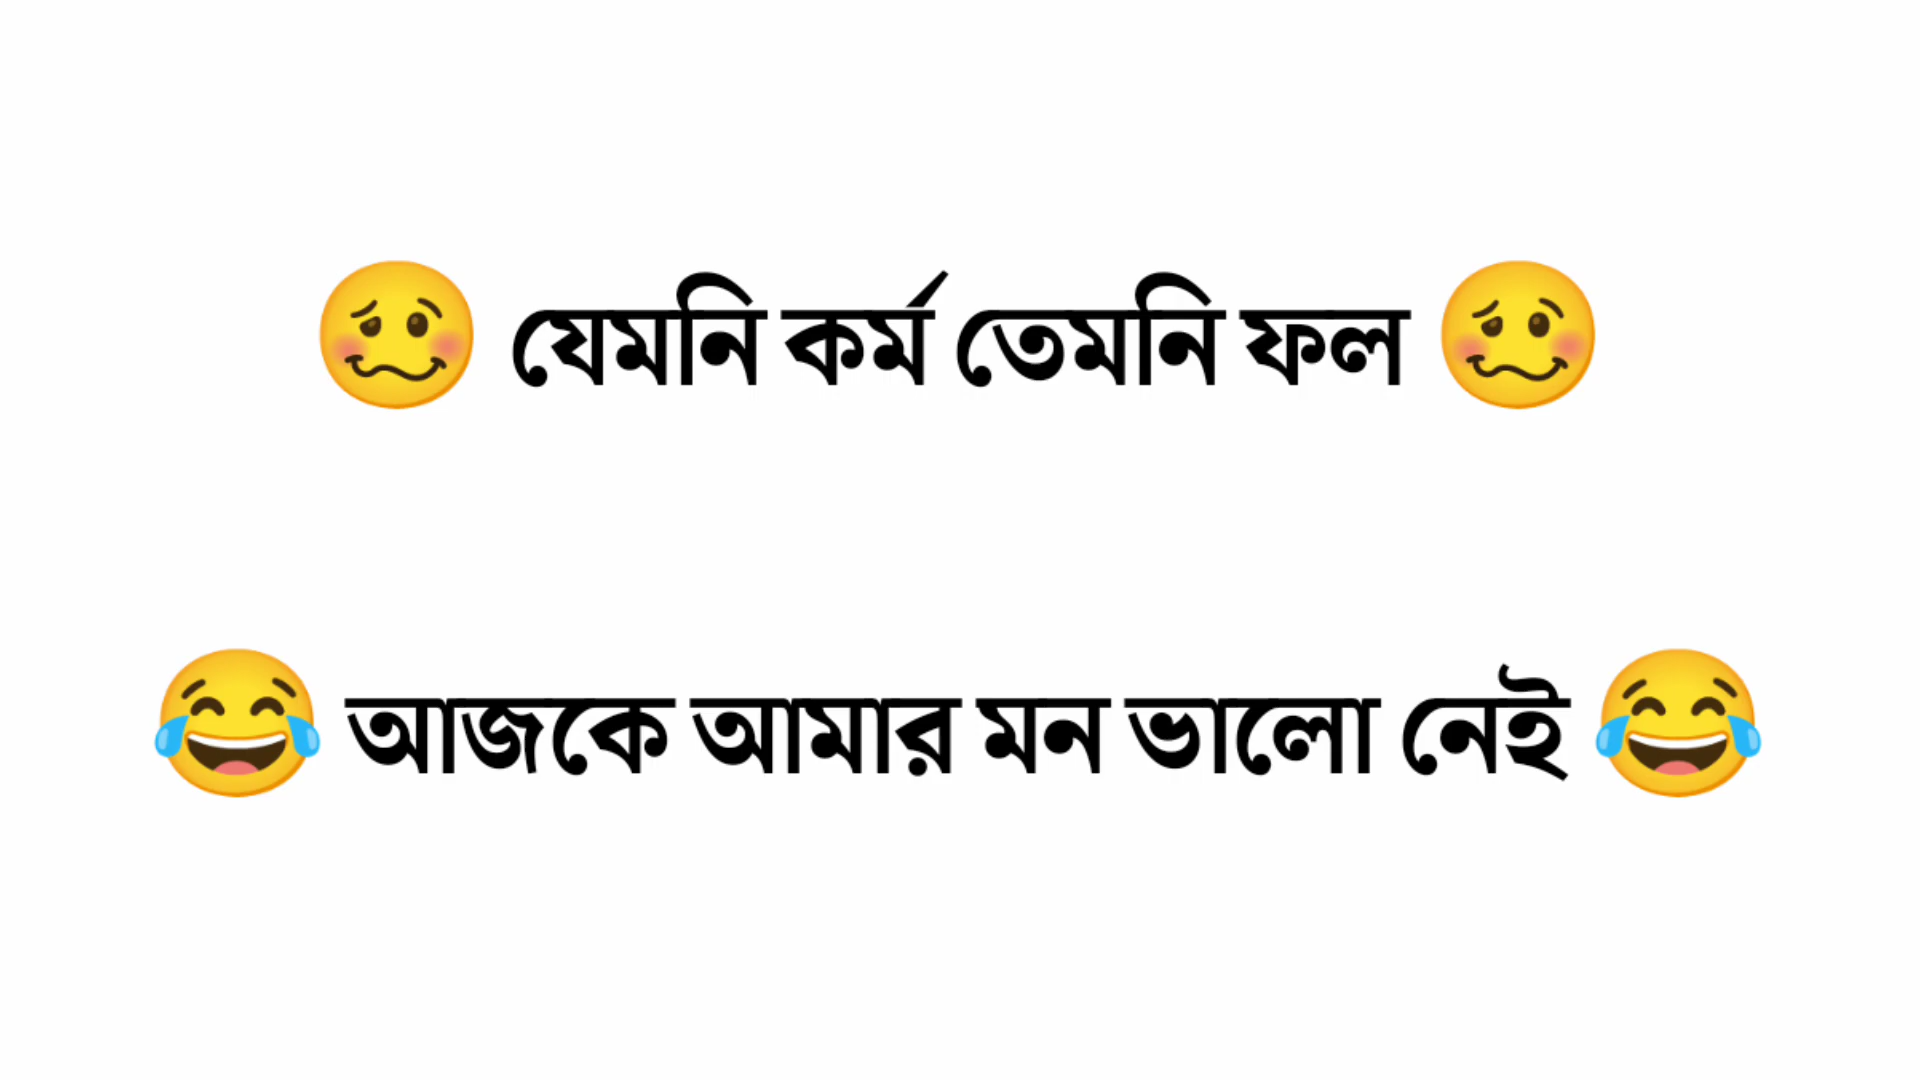 🥴 যেমনি কর্ম তেমনি ফল 🥴
😂 আজকে আমার মন ভালো নেই 😂